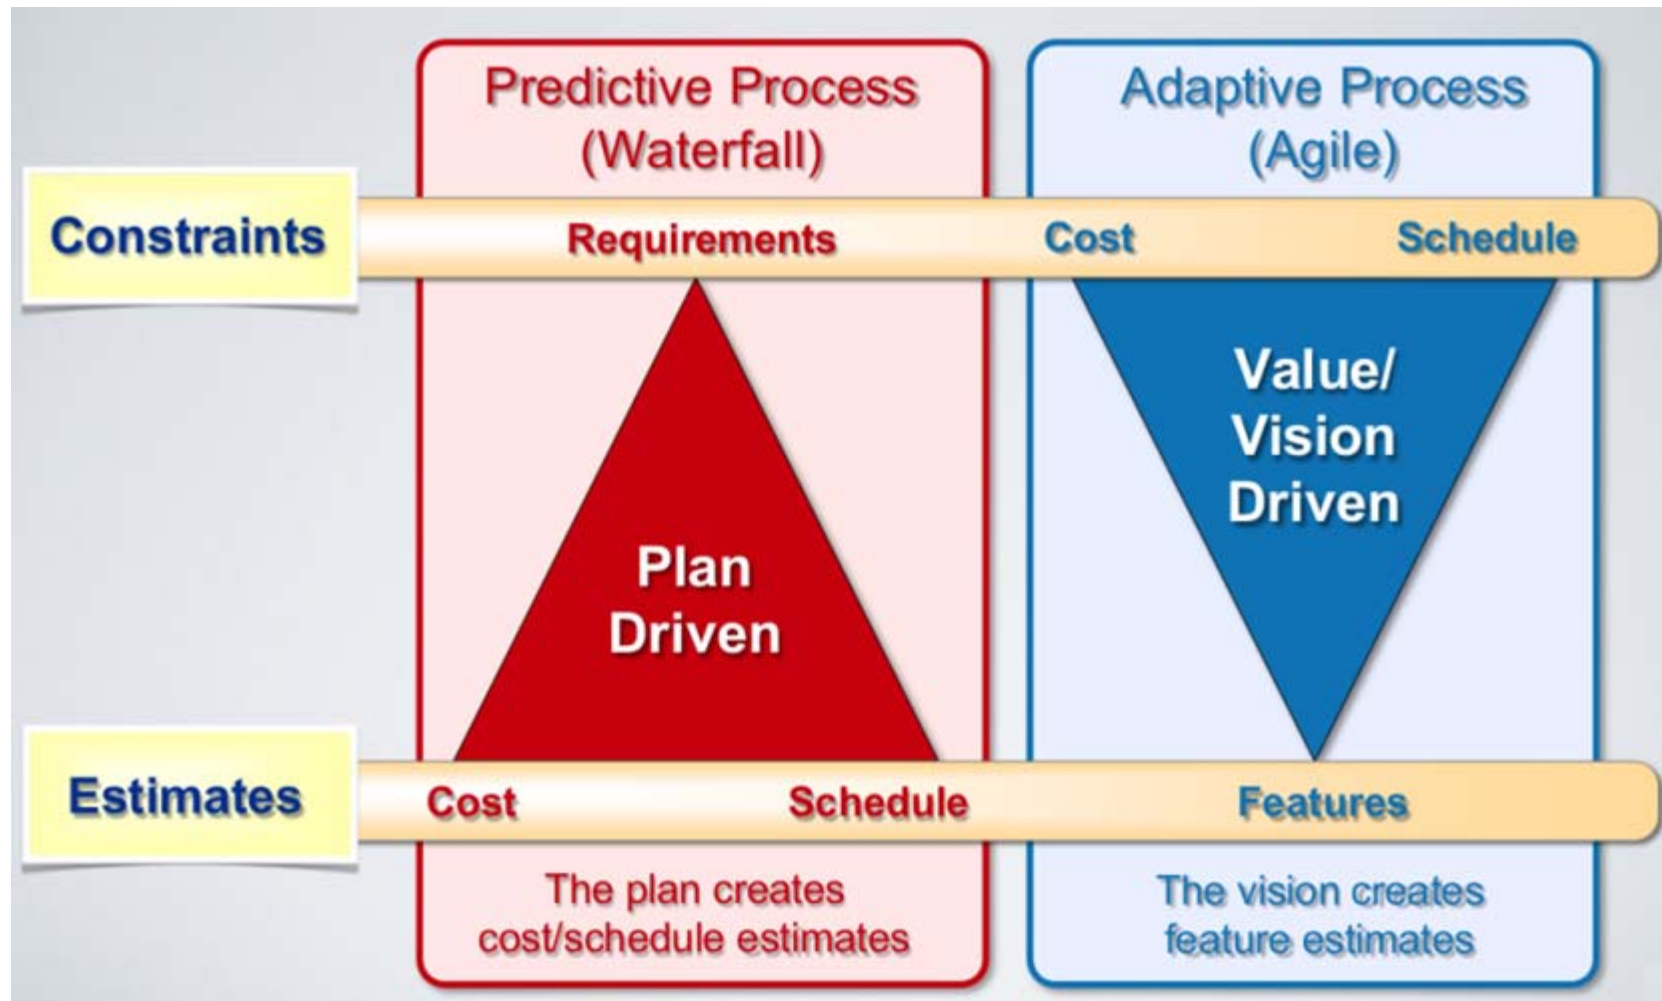 Predictive Process
(Waterfall)
Adaptive Process
(Agile)
Constraints
Requirements
Cost
Schedule
Value/
Vision
Driven
Plan
Driven
Estimates
Cost
Schedule
Features
The plan creates
cost/schedule estimates
The vision creates
feature estimates